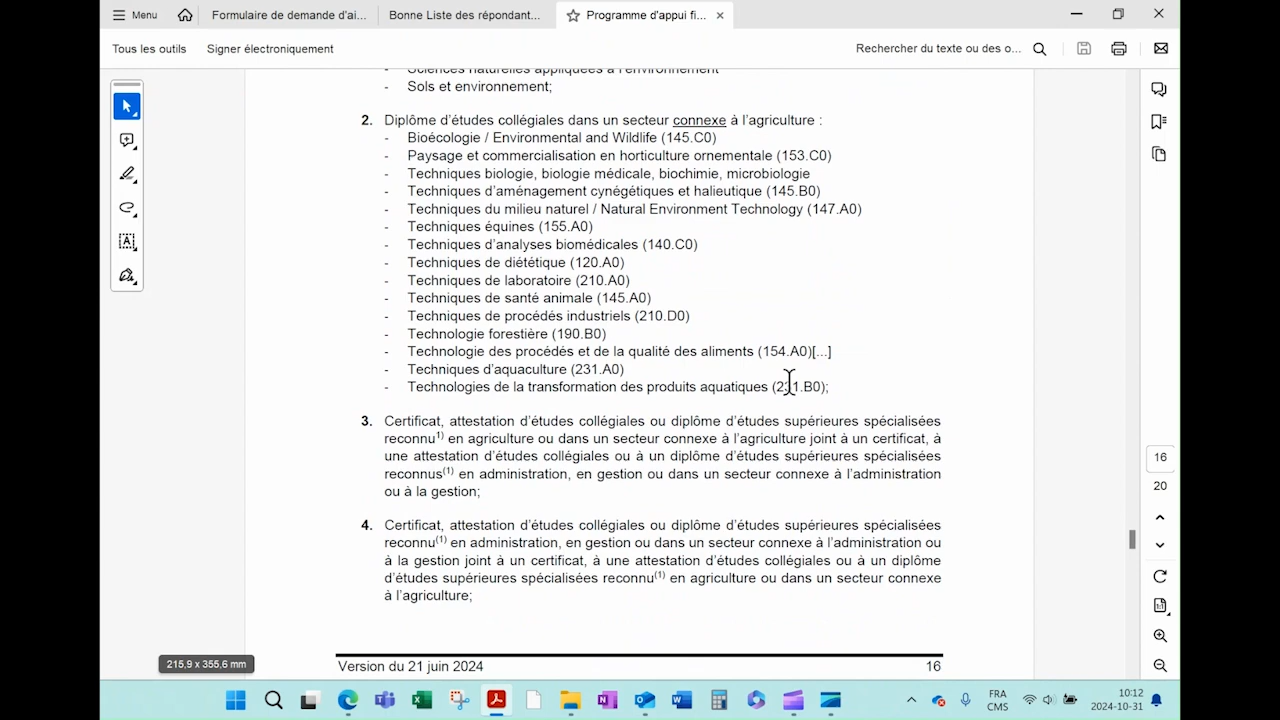 Menu
Formulaire de demande d'ai...
Bonne Liste des répondant...
Programme d'appui fi...
Tous les outils
Signer électroniquement
Rechercher du texte ou des o...
Sciences naturelles appliquées à l'environnement
- Sols et environnement;
2. Diplôme d'études collégiales dans un secteur connexe à l'agriculture :
- Bioécologie / Environmental and Wildlife (145.C0)
- Paysage et commercialisation en horticulture ornementale (153.C0)
- Techniques biologie, biologie médicale, biochimie, microbiologie
- Techniques d'aménagement cynégétiques et halieutique (145.B0)
- Techniques du milieu naturel / Natural Environment Technology (147.A0)
- Techniques équines (155.A0)
- Techniques d'analyses biomédicales (140.C0)
- Techniques de diététique (120.A0)
- Techniques de laboratoire (210.A0)
- Techniques de santé animale (145.A0)
- Techniques de procédés industriels (210.D0)
- Technologie forestière (190.B0)
- Technologie des procédés et de la qualité des aliments (154.A0)[...]
- Techniques d'aquaculture (231.A0)
- Technologies de la transformation des produits aquatiques (231.B0);
3. Certificat, attestation d'études collégiales ou diplôme d'études supérieures spécialisées
reconnu1) en agriculture ou dans un secteur connexe à l'agriculture joint à un certificat, à
une attestation d'études collégiales ou à un diplôme d'études supérieures spécialisées
reconnus(1) en administration, en gestion ou dans un secteur connexe à l'administration
ou à la gestion;
4. Certificat, attestation d'études collégiales ou diplôme d'études supérieures spécialisées
reconnu(1) en administration, en gestion ou dans un secteur connexe à l'administration ou
à la gestion joint à un certificat, à une attestation d'études collégiales ou à un diplôme
d'études supérieures spécialisées reconnu(1) en agriculture ou dans un secteur connexe
à l'agriculture;
Version du 21 juin 2024
16
16
20
215,9 x 355,6 mm
FRA
CMS
10:12
2024-10-31